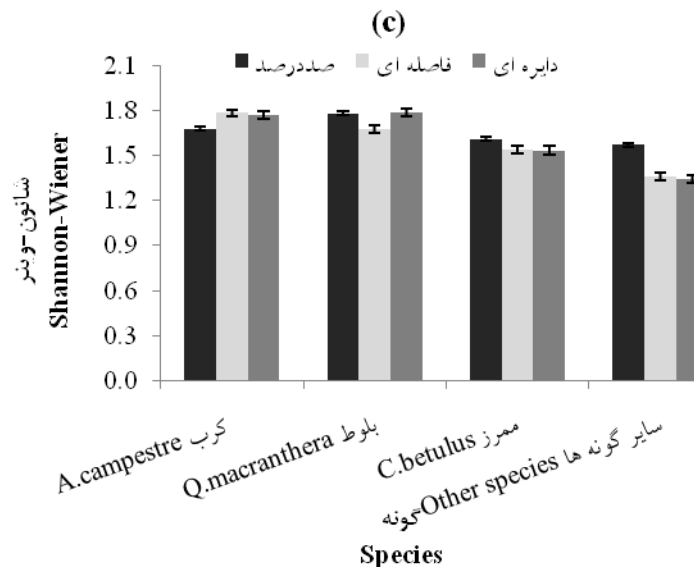 (c)
صددرصد فاصله ای دایره ای
2.1
1.8
1.5
1.2
0.9
0.6
0.3
0.0
شانون-وینر
Shannon-Wiener
A.campestre کرب
Q.macranthera بلوط
C.betulus ممرز
Other species سایر گونه ها
گونه
Species